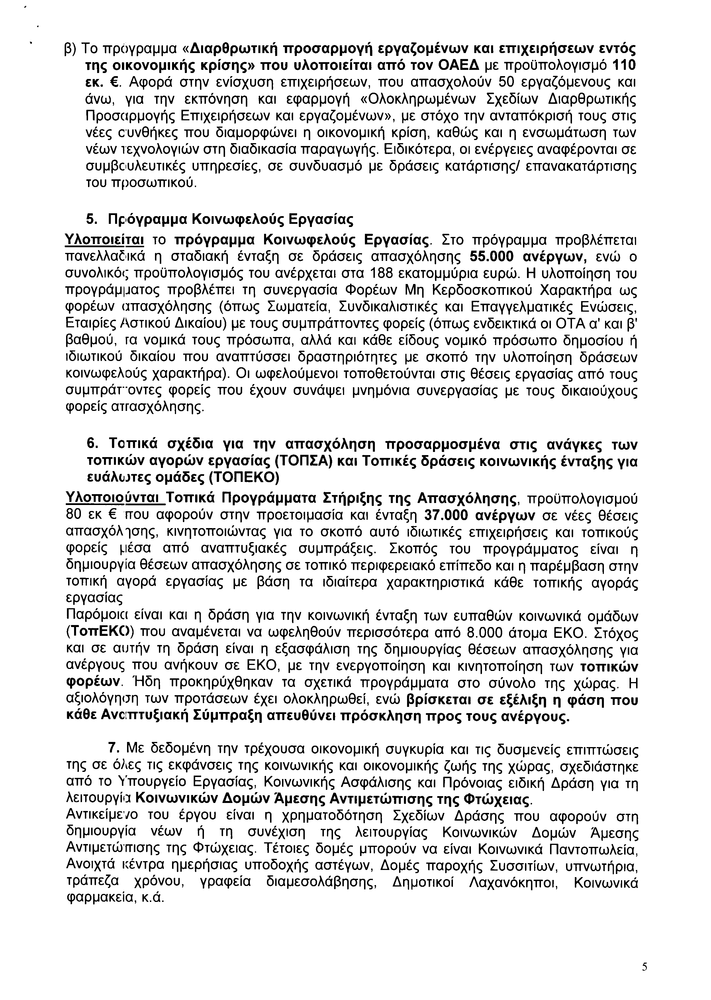 β) Το πρόγραμμα «Διαρθρωτική προσαρμογή εργαζομένων και επιχειρήσεων εντός
της οικονομικής κρίσης» που υλοποιείται από τον ΟΑΕΔ με προϋπολογισμό 110
εκ. €. Αφορά στην ενίσχυση επιχειρήσεων, που απασχολούν 50 εργαζόμενους και
άνω, για την εκπόνηση και εφαρμογή «Ολοκληρωμένων Σχεδίων Διαρθρωτικής
Προσαρμογής Επιχειρήσεων και εργαζομένων», με στόχο την ανταπόκρισή τους στις
νέες συνθήκες που διαμορφώνει η οικονομική κρίση, καθώς και η ενσωμάτωση των
νέων τεχνολογιών στη διαδικασία παραγωγής. Ειδικότερα, οι ενέργειες αναφέρονται σε
συμβουλευτικές υπηρεσίες, σε συνδυασμό με δράσεις κατάρτισης/ επανακατάρτισης
του προσωπικού.
5. Πρόγραμμα Κοινωφελούς Εργασίας
Υλοποιείται το πρόγραμμα Κοινωφελούς Εργασίας. Στο πρόγραμμα προβλέπεται
πανελλαδικά η σταδιακή ένταξη σε δράσεις απασχόλησης 55.000 ανέργων, ενώ ο
συνολικός προϋπολογισμός του ανέρχεται στα 188 εκατομμύρια ευρώ. Η υλοποίηση του
προγράμματος προβλέπει τη συνεργασία Φορέων Μη Κερδοσκοπικού Χαρακτήρα ως
φορέων απασχόλησης (όπως Σωματεία, Συνδικαλιστικές και Επαγγελματικές Ενώσεις,
Εταιρίες Αστικού Δικαίου) με τους συμπράττοντες φορείς (όπως ενδεικτικά οι ΟΤΑ α' και β'
βαθμού, τα νομικά τους πρόσωπα, αλλά και κάθε είδους νομικό πρόσωπο δημοσίου ή
ιδιωτικού δικαίου που αναπτύσσει δραστηριότητες με σκοπό την υλοποίηση δράσεων
κοινωφελούς χαρακτήρα). Οι ωφελούμενοι τοποθετούνται στις θέσεις εργασίας από τους
συμπράττοντες φορείς που έχουν συνάψει μνημόνια συνεργασίας με τους δικαιούχους
φορείς απασχόλησης.
6. Τοπικά σχέδια για την απασχόληση προσαρμοσμένα στις ανάγκες των
τοπικών αγορών εργασίας (ΤΟΠΣΑ) και Τοπικές δράσεις κοινωνικής ένταξης για
ευάλωτες ομάδες (ΤΟΠΕΚΟ)
Υλοποιούνται Τοπικά Προγράμματα Στήριξης της Απασχόλησης, προϋπολογισμού
80 εκ € που αφορούν στην προετοιμασία και ένταξη 37.000 ανέργων σε νέες θέσεις
απασχόλησης, κινητοποιώντας για το σκοπό αυτό ιδιωτικές επιχειρήσεις και τοπικούς
φορείς μέσα από αναπτυξιακές συμπράξεις. Σκοπός του προγράμματος είναι η
δημιουργία θέσεων απασχόλησης σε τοπικό περιφερειακό επίπεδο και η παρέμβαση στην
τοπική αγορά εργασίας με βάση τα ιδιαίτερα χαρακτηριστικά κάθε τοπικής αγοράς
εργασίας
Παρόμοια είναι και η δράση για την κοινωνική ένταξη των ευπαθών κοινωνικά ομάδων
(ΤοπΕΚΟ) που αναμένεται να ωφεληθούν περισσότερα από 8.000 άτομα ΕΚΟ. Στόχος
και σε αυτήν τη δράση είναι η εξασφάλιση της δημιουργίας θέσεων απασχόλησης για
ανέργους που ανήκουν σε ΕΚΟ, με την ενεργοποίηση και κινητοποίηση των τοπικών
φορέων. Ήδη προκηρύχθηκαν τα σχετικά προγράμματα στο σύνολο της χώρας. Η
αξιολόγηση των προτάσεων έχει ολοκληρωθεί, ενώ βρίσκεται σε εξέλιξη η φάση που
κάθε Αναπτυξιακή Σύμπραξη απευθύνει πρόσκληση προς τους ανέργους.
7. Με δεδομένη την τρέχουσα οικονομική συγκυρία και τις δυσμενείς επιπτώσεις
της σε όλες τις εκφάνσεις της κοινωνικής και οικονομικής ζωής της χώρας, σχεδιάστηκε
από το Υπουργείο Εργασίας, Κοινωνικής Ασφάλισης και Πρόνοιας ειδική Δράση για τη
λειτουργία Κοινωνικών Δομών Άμεσης Αντιμετώπισης της Φτώχειας.
Αντικείμενο του έργου είναι η χρηματοδότηση Σχεδίων Δράσης που αφορούν στη
δημιουργία νέων ή τη συνέχιση της λειτουργίας Κοινωνικών Δομών Άμεσης
Αντιμετώπισης της Φτώχειας. Τέτοιες δομές μπορούν να είναι Κοινωνικά Παντοπωλεία,
Ανοιχτά κέντρα ημερήσιας υποδοχής αστέγων, Δομές παροχής Συσσιτίων, υπνωτήρια,
τράπεζα χρόνου, γραφεία διαμεσολάβησης, Δημοτικοί Λαχανόκηποι, Κοινωνικά
φαρμακεία, κ.ά.
5